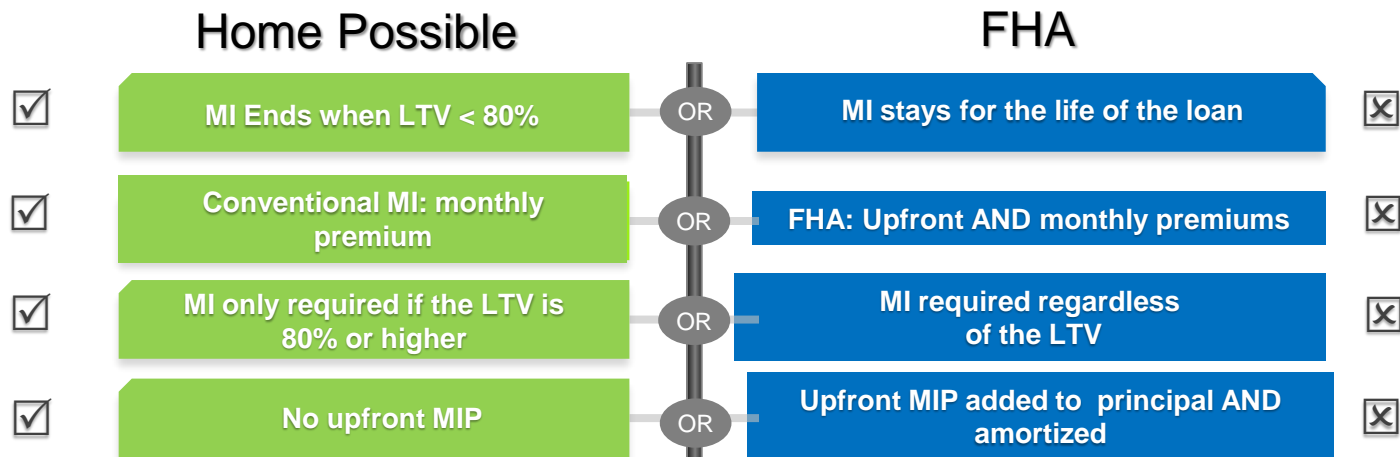 Home Possible
FHA
MI Ends when LTV < 80%
OR
MI stays for the life of the loan
Conventional MI: monthly
premium
OR
FHA: Upfront AND monthly premiums
MI only required if the LTV is
80% or higher
OR
MI required regardless
of the LTV
No upfront MIP
OR
Upfront MIP added to principal AND
amortized